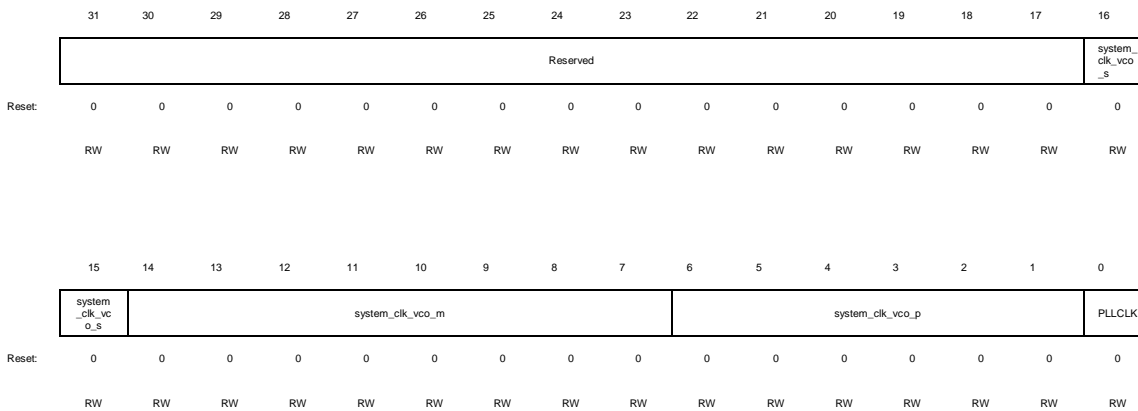 31 30 29 28 27 26 25 24 23 22 21 20 19 18 17 16
Reserved
system_
clk_vco
_s
Reset: 0 0 0 0 0 0 0 0 0 0 0 0 0 0 0 0
RW RW RW RW RW RW RW RW RW RW RW RW RW RW RW RW
15 14 13 12 11 10 9 8 7 6 5 4 3 2 1 0
system
_clk_vc
o_s
system_clk_vco_m
system_clk_vco_p
PLLCLK
Reset: 0 0 0 0 0 0 0 0 0 0 0 0 0 0 0 0
RW RW RW RW RW RW RW RW RW RW RW RW RW RW RW RW